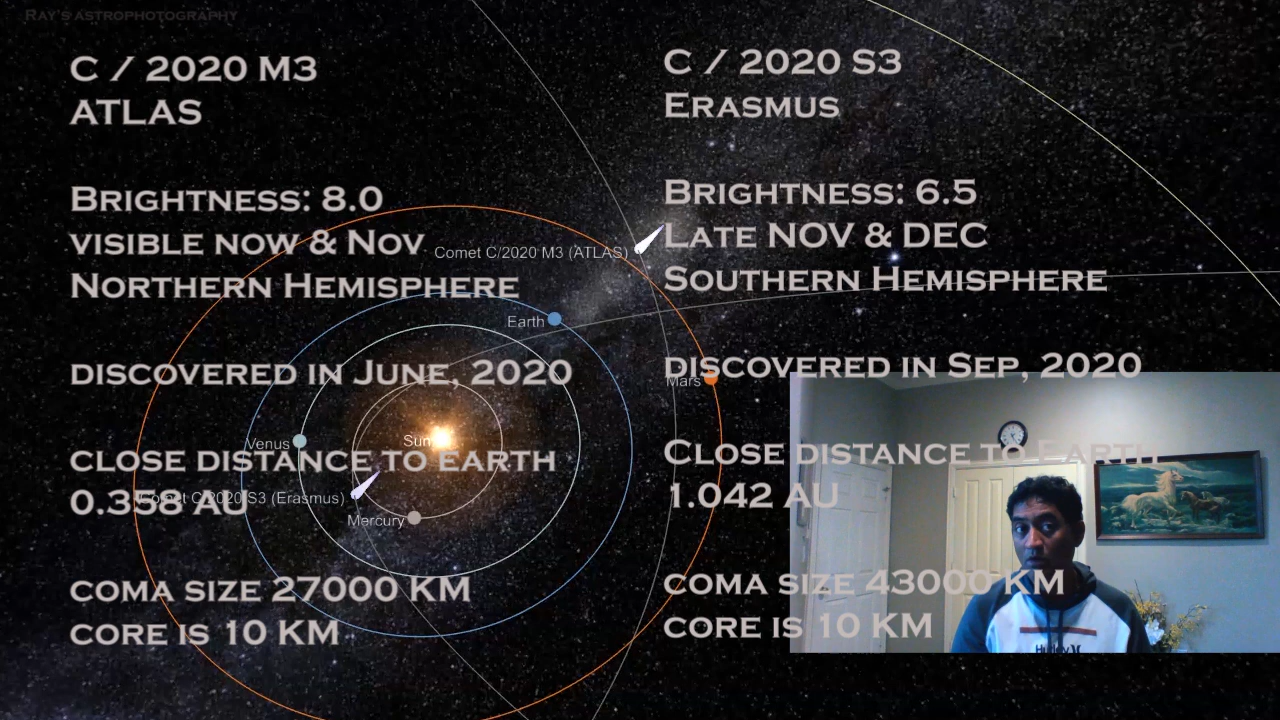 Ray's astrophotography
C / 2020 M3
ATLAS
Brightness: 8.0
visible now & Nov
Northern Hemisphere
discovered in June, 2020
close distance to earth
0.358 AU
coma size 27000 km
core is 10 km
C / 2020 S3
Erasmus
Brightness: 6.5
Late NOV & DEC
Southern Hemisphere
discovered in Sep, 2020
Close distance to Earth
1.042 AU
coma size 43000 km
core is 10 km
Comet C/2020 M3 (ATLAS)
Earth
Mars
Sun
Venus
Comet C/2020 S3 (Erasmus)
Mercury
Hurley